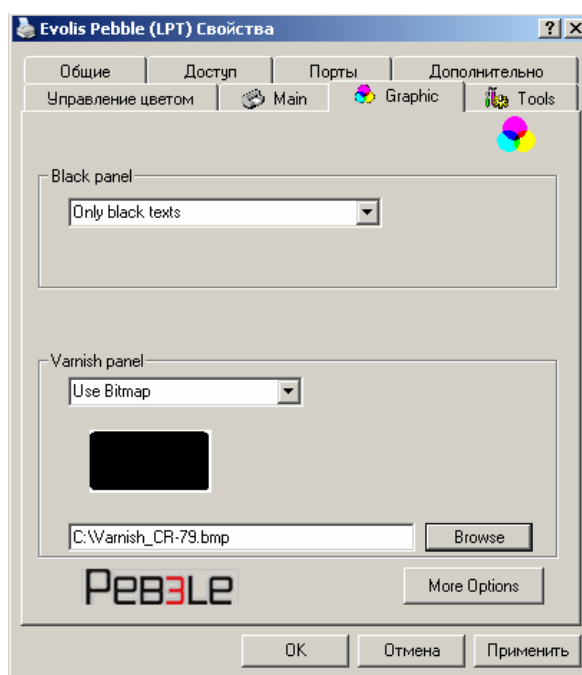 Evolis Pebble (LPT) Свойства
Общие Доступ Порты Дополнительно
Управление цветом Main Graphic Tools
Black panel
Only black texts
Varnish panel
Use Bitmap
C:\Varnish_CR-79.bmp Browse
PEB3LE More Options
OK Отмена Применить